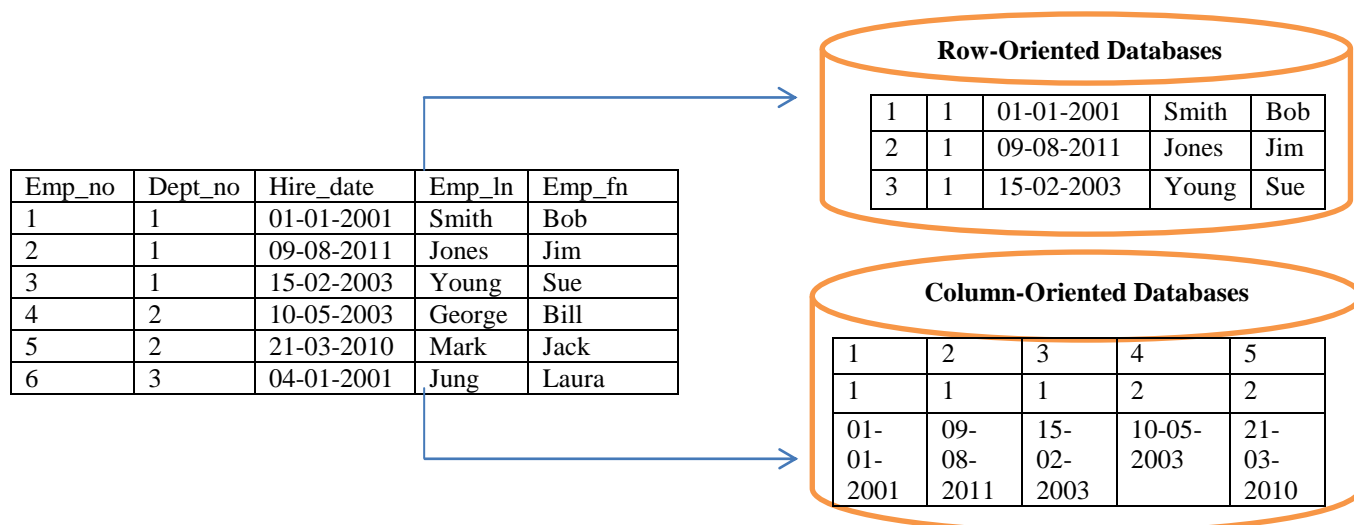 Row-Oriented Databases
1 1 01-01-2001 Smith Bob
2 1 09-08-2011 Jones Jim
3 1 15-02-2003 Young Sue
Emp_no Dept_no Hire_date Emp_ln Emp_fn
1 1 01-01-2001 Smith Bob
2 1 09-08-2011 Jones Jim
3 1 15-02-2003 Young Sue
4 2 10-05-2003 George Bill
5 2 21-03-2010 Mark Jack
6 3 04-01-2001 Jung Laura
Column-Oriented Databases
1 2 3 4 5
1 1 1 2 2
01- 09- 15- 10-05- 21-
01- 08- 02- 2003 03-
2001 2011 2003 2010